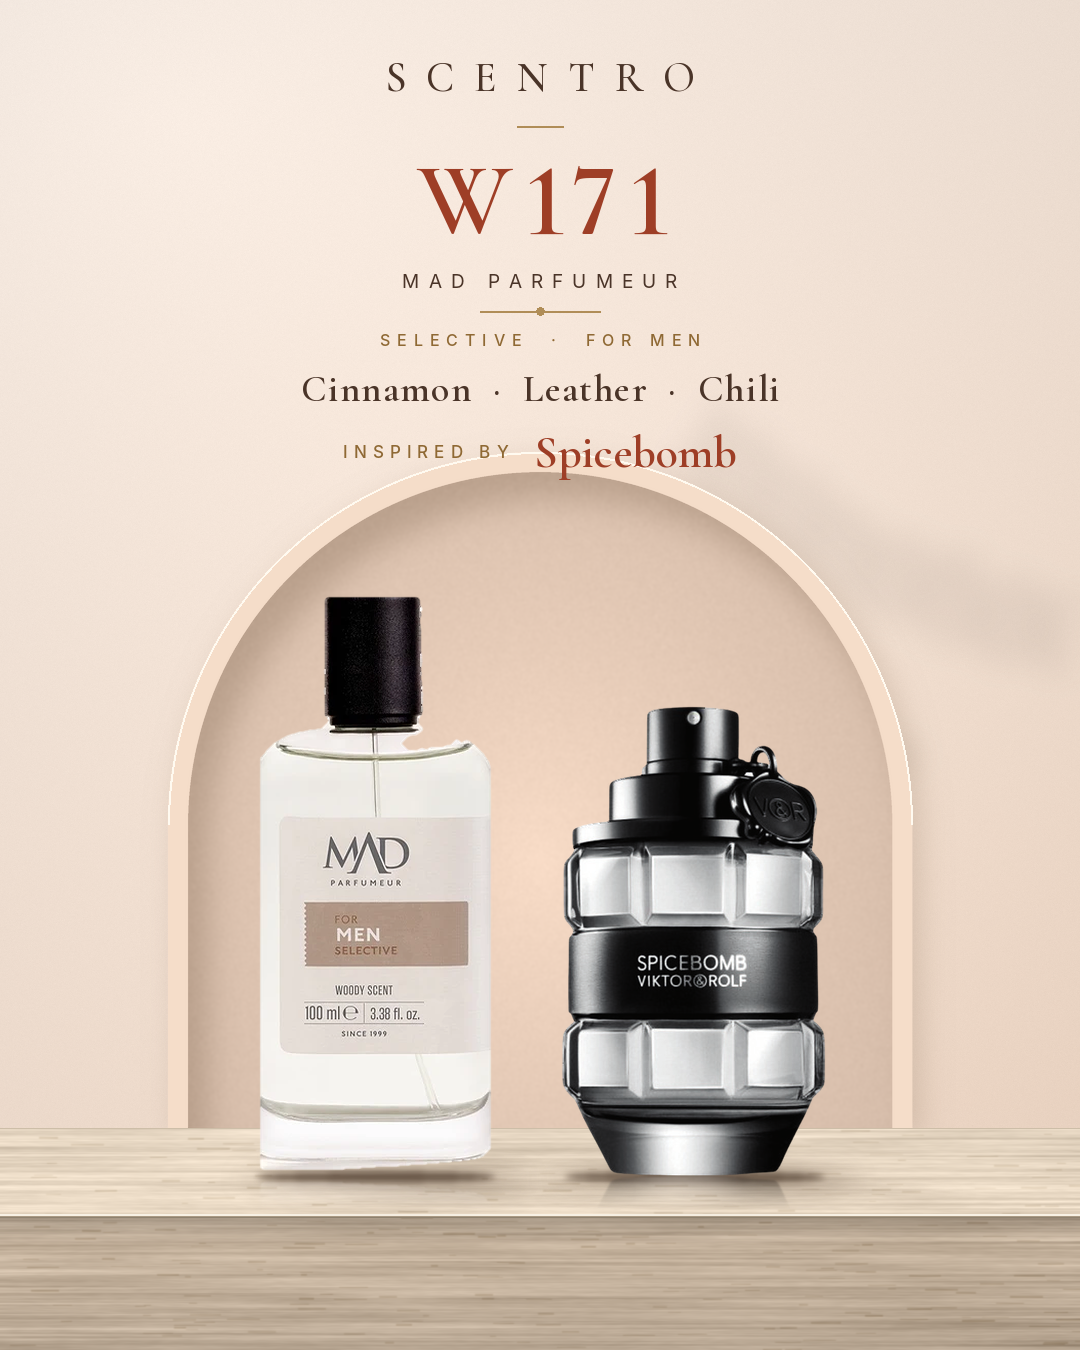 SCENTRO
W171
MAD PARFUMEUR
SELECTIVE · FOR MEN
Cinnamon · Leather · Chili
INSPIRED BY Spicebomb
MAD
PARFUMEUR
FOR
MEN
SELECTIVE
WOODY SCENT
100 ml ℮ 3.38 fl. oz.
SINCE 1999
V&R
SPICEBOMB
VIKTOR&ROLF